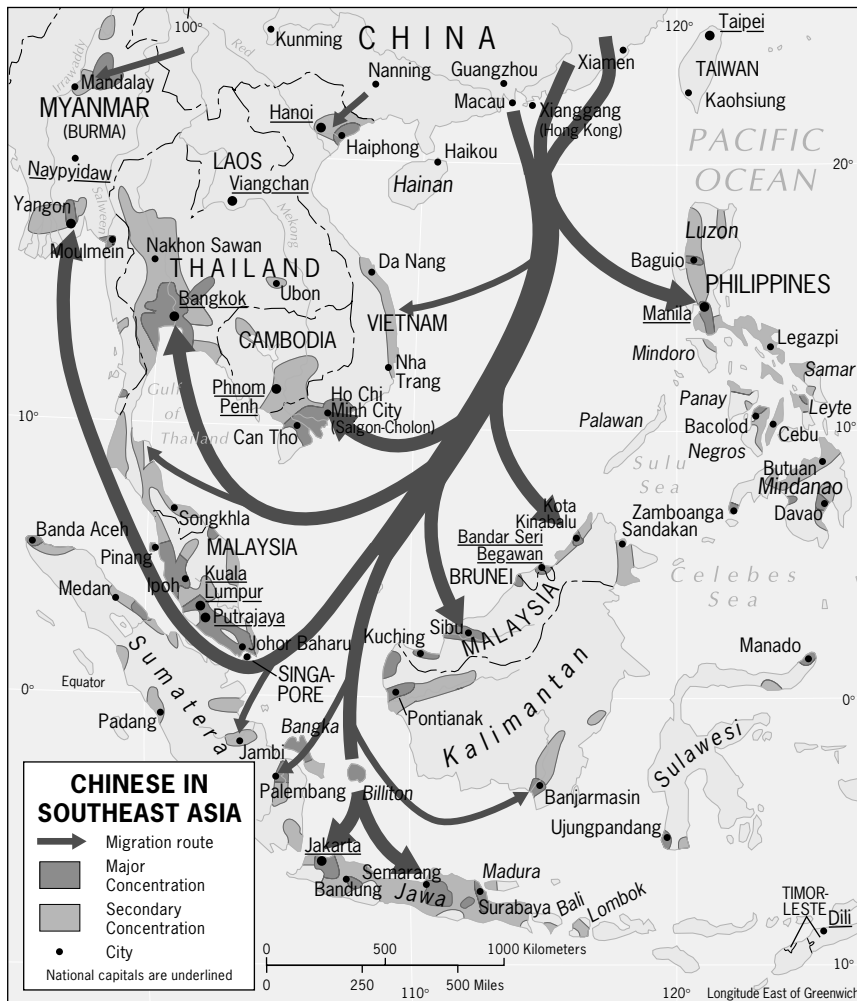 100°
120°
Taipei
Kunming
CHINA
Red
Irrawaddy
Mandalay
Nanning
Guangzhou
Xiamen
TAIWAN
MYANMAR
(BURMA)
Hanoi
Macau
Xianggang
(Hong Kong)
Kaohsiung
Haiphong
PACIFIC
OCEAN
LAOS
Haikou
20°
Naypyidaw
Viangchan
Hainan
Salween
Mekong
Yangon
Moulmein
Luzon
Nakhon Sawan
Da Nang
Baguio
THAILAND
Ubon
PHILIPPINES
Bangkok
VIETNAM
Manila
CAMBODIA
Legazpi
Mindoro
Nha
Trang
Samar
Phnom
Penh
Ho Chi
Minh City
(Saigon-Cholon)
Gulf
of
Thailand
Panay
Leyte
10°
Palawan
Bacolod
10°
Can Tho
Cebu
Negros
Sulu
Sea
Butuan
Mindanao
Songkhla
Kota
Kinabalu
Zamboanga
Davao
Banda Aceh
Sandakan
Bandar Seri
Begawan
Pinang
MALAYSIA
BRUNEI
Celebes
Sea
Medan
Ipoh
Kuala
Lumpur
Putrajaya
MALAYSIA
Sibu
Kuching
Johor Baharu
Manado
SINGA-
PORE
Sumatera
Equator
0°
0°
Padang
Pontianak
Kalimantan
Bangka
Jambi
Sulawesi
Palembang
Billiton
Banjarmasin
Ujungpandang
Jakarta
Semarang
Madura
Bandung
Jawa
Surabaya
Bali
Lombok
TIMOR-
LESTE
Dili
CHINESE IN
SOUTHEAST ASIA
Migration route
Major
Concentration
Secondary
Concentration
City
National capitals are underlined
0 500 1000 Kilometers
0 250 500 Miles
10°
110°
120°
Longitude East of Greenwich